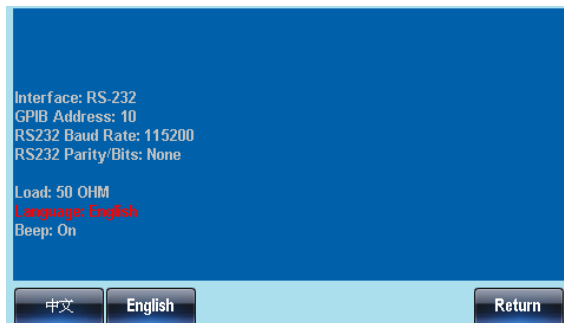 Interface: RS-232
GPIB Address: 10
RS232 Baud Rate: 115200
RS232 Parity/Bits: None
Load: 50 OHM
Language: English
Beep: On
中文 English Return